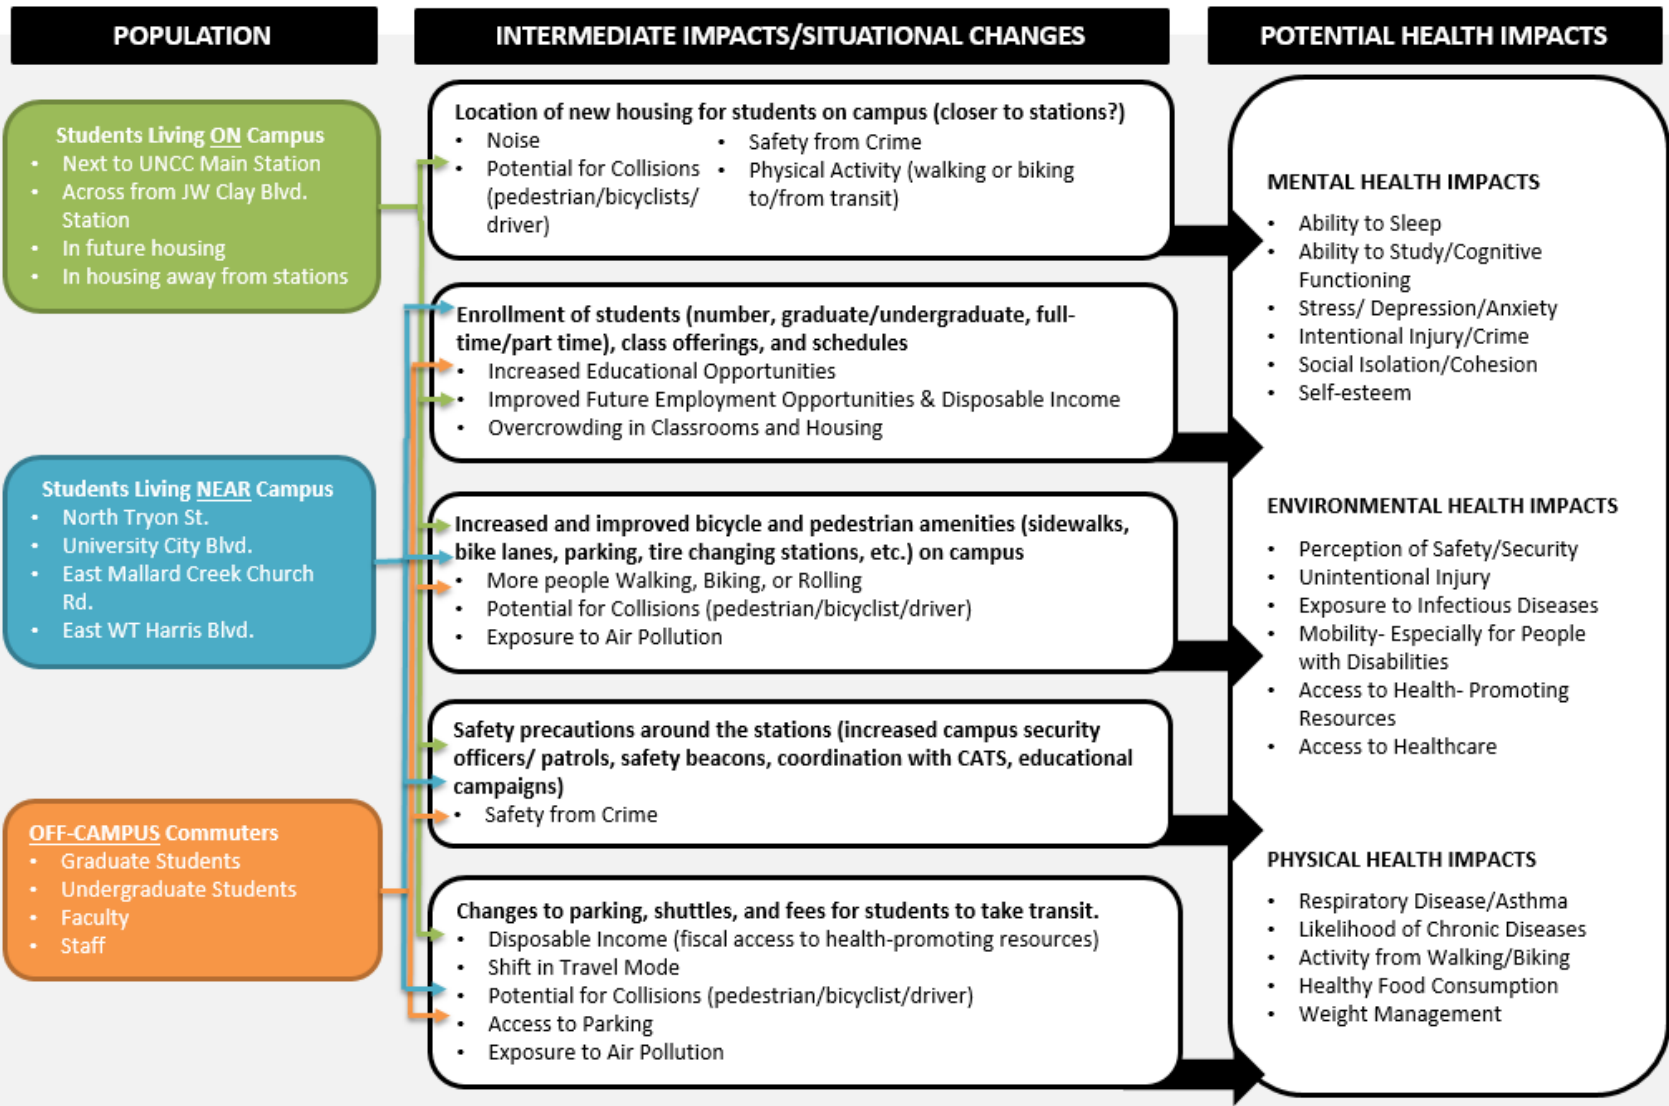 POPULATION
INTERMEDIATE IMPACTS/SITUATIONAL CHANGES
POTENTIAL HEALTH IMPACTS
Students Living ON Campus
• Next to UNCC Main Station
• Across from JW Clay Blvd.
Station
• In future housing
• In housing away from stations
Students Living NEAR Campus
• North Tryon St.
• University City Blvd.
• East Mallard Creek Church
Rd.
• East WT Harris Blvd.
OFF-CAMPUS Commuters
• Graduate Students
• Undergraduate Students
• Faculty
• Staff
Location of new housing for students on campus (closer to stations?)
• Noise
• Potential for Collisions
(pedestrian/bicyclists/
driver)
• Safety from Crime
• Physical Activity (walking or biking
to/from transit)
Enrollment of students (number, graduate/undergraduate, full-
time/part time), class offerings, and schedules
• Increased Educational Opportunities
• Improved Future Employment Opportunities & Disposable Income
• Overcrowding in Classrooms and Housing
Increased and improved bicycle and pedestrian amenities (sidewalks,
bike lanes, parking, tire changing stations, etc.) on campus
• More people Walking, Biking, or Rolling
• Potential for Collisions (pedestrian/bicyclist/driver)
• Exposure to Air Pollution
Safety precautions around the stations (increased campus security
officers/ patrols, safety beacons, coordination with CATS, educational
campaigns)
• Safety from Crime
Changes to parking, shuttles, and fees for students to take transit.
• Disposable Income (fiscal access to health-promoting resources)
• Shift in Travel Mode
• Potential for Collisions (pedestrian/bicyclist/driver)
• Access to Parking
• Exposure to Air Pollution
MENTAL HEALTH IMPACTS
• Ability to Sleep
• Ability to Study/Cognitive
Functioning
• Stress/ Depression/Anxiety
• Intentional Injury/Crime
• Social Isolation/Cohesion
• Self-esteem
ENVIRONMENTAL HEALTH IMPACTS
• Perception of Safety/Security
• Unintentional Injury
• Exposure to Infectious Diseases
• Mobility- Especially for People
with Disabilities
• Access to Health- Promoting
Resources
• Access to Healthcare
PHYSICAL HEALTH IMPACTS
• Respiratory Disease/Asthma
• Likelihood of Chronic Diseases
• Activity from Walking/Biking
• Healthy Food Consumption
• Weight Management